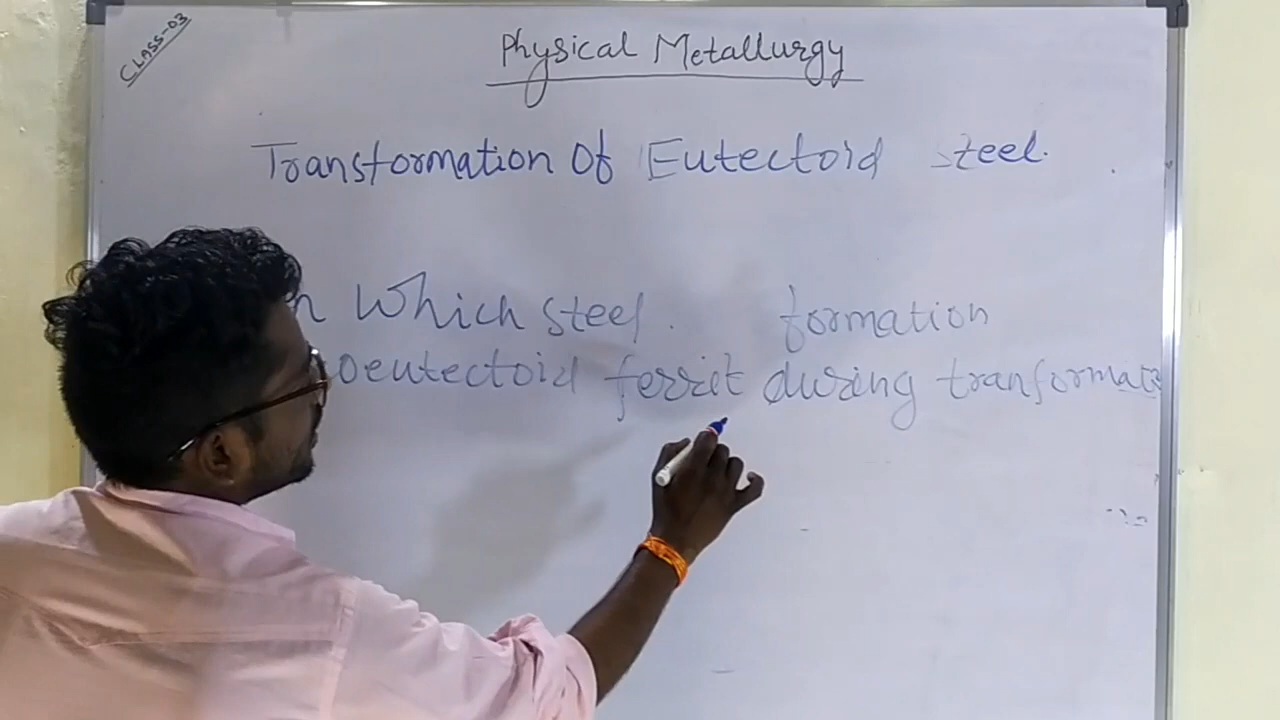 CLASS-03
Physical Metallurgy
Transformation Of Eutectoid steel.
n Which steel. formation
oeutectoid ferrit during tranformati